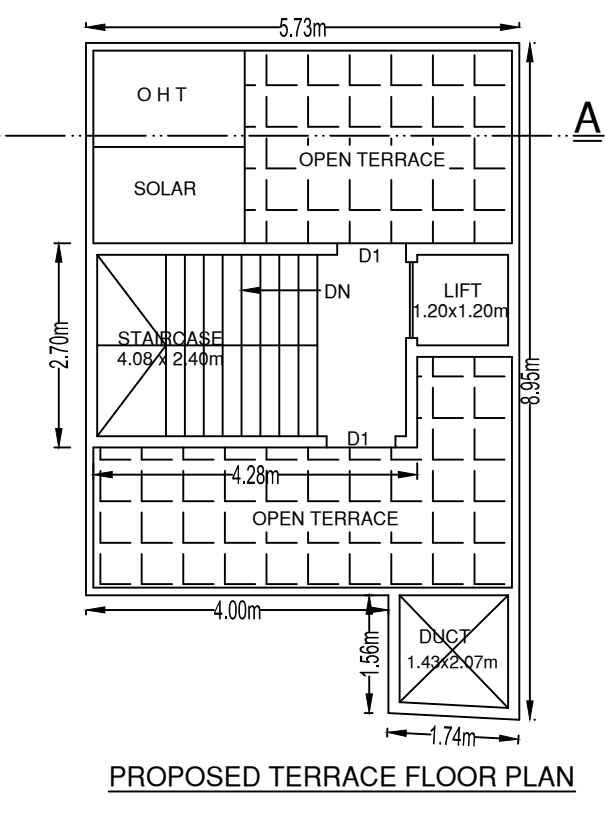 5.73m
O H T
A
OPEN TERRACE
SOLAR
D1
DN
LIFT
1.20x1.20m
2.70m
STAIRCASE
4.08 x 2.40m
8.95m
D1
4.28m
OPEN TERRACE
4.00m
1.56m
DUCT
1.43x2.07m
1.74m
PROPOSED TERRACE FLOOR PLAN